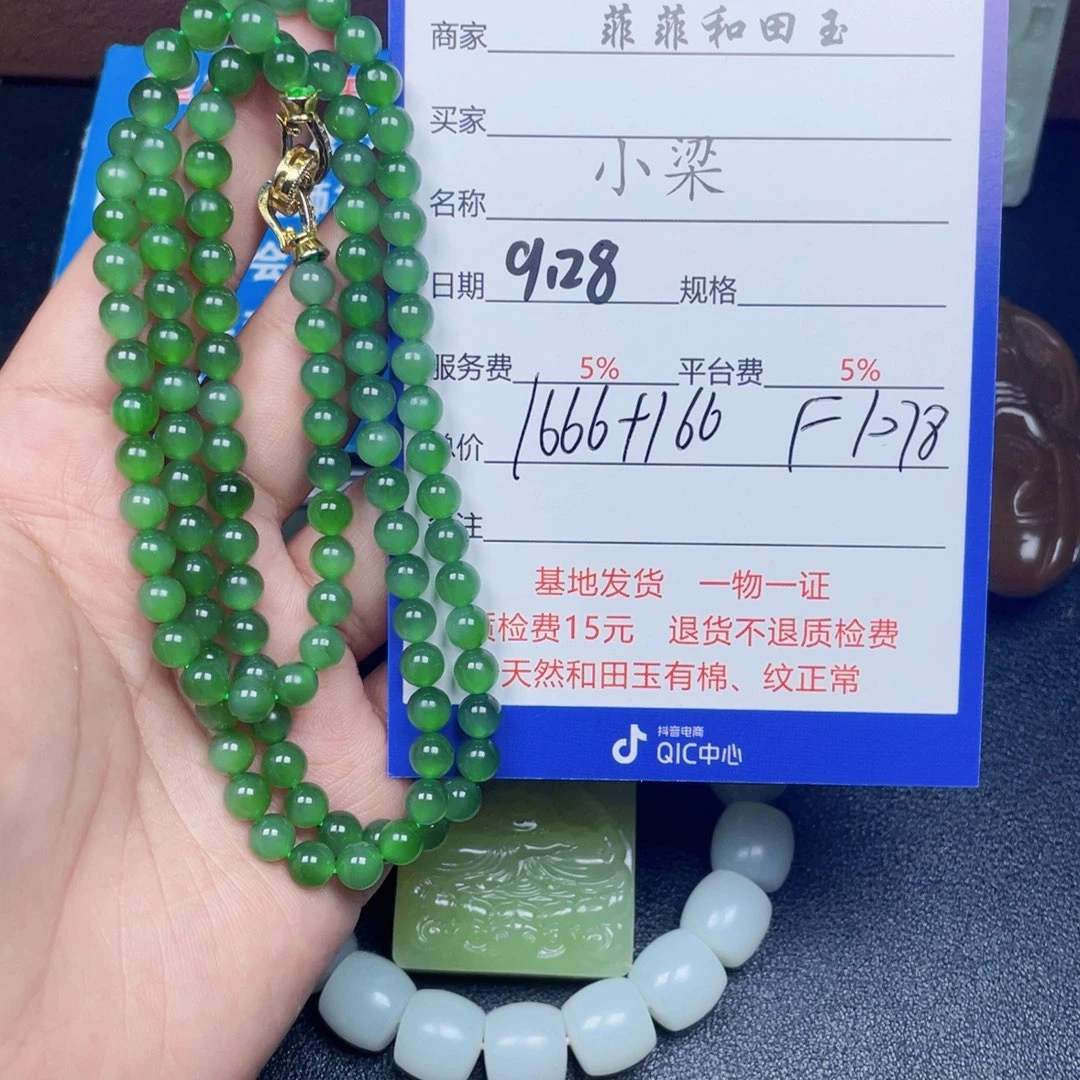 商家 菲菲和田玉
买家
名称 小梁
日期 9.28 规格
服务费 5% 平台费 5%
价 1666+166 F=1278
注
基地发货 一物一证
质检费15元 退货不退质检费
天然和田玉有棉、纹正常
抖音电商
QIC中心